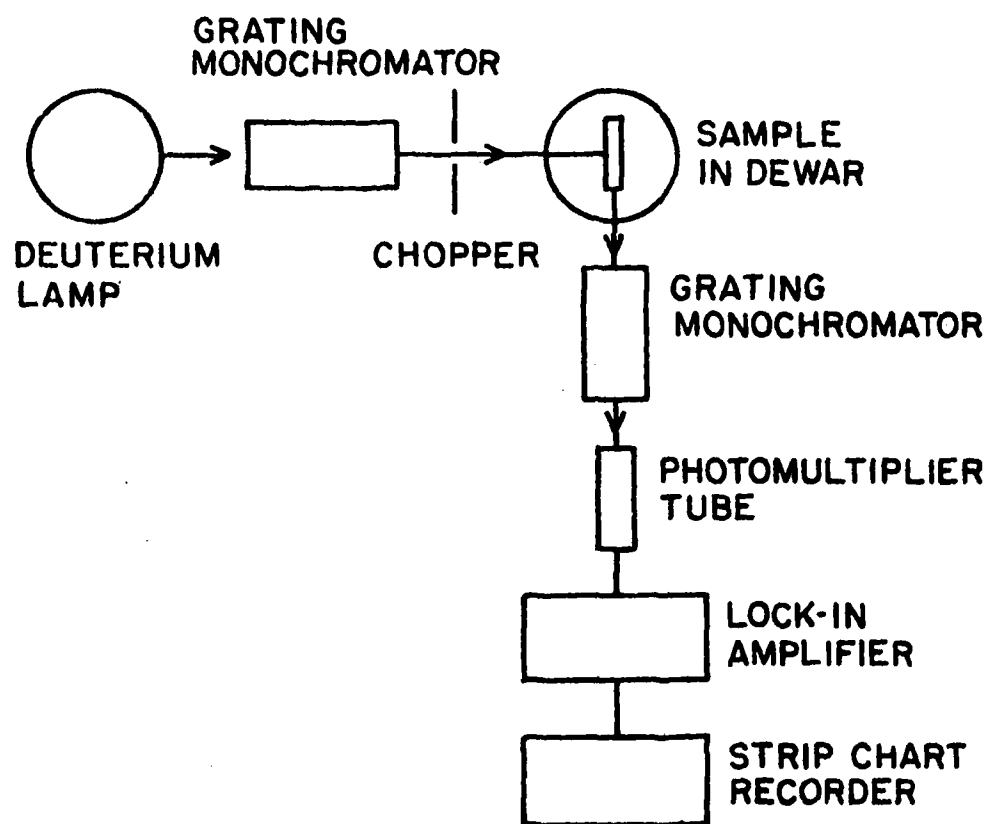 GRATING
MONOCHROMATOR
SAMPLE
IN DEWAR
DEUTERIUM
LAMP
CHOPPER
GRATING
MONOCHROMATOR
PHOTOMULTIPLIER
TUBE
LOCK-IN
AMPLIFIER
STRIP CHART
RECORDER